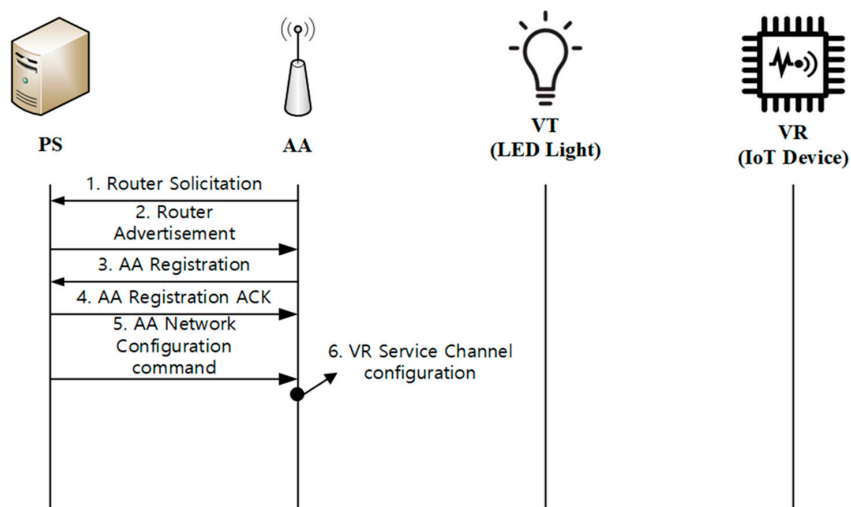 PS
AA
VT
(LED Light)
VR
(IoT Device)
1. Router Solicitation
2. Router
Advertisement
3. AA Registration
4. AA Registration ACK
5. AA Network
Configuration
command
6. VR Service Channel
configuration